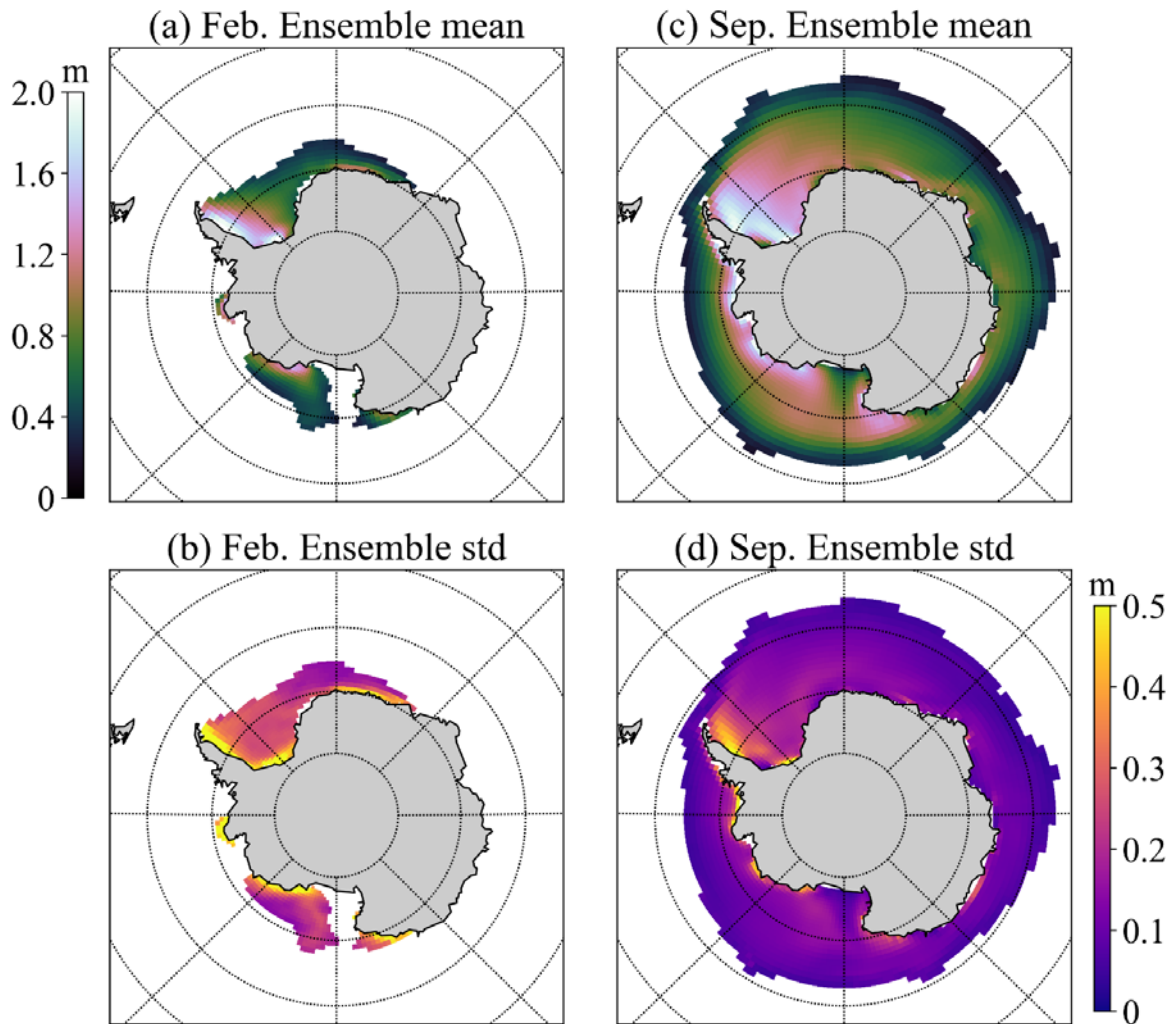 (a) Feb. Ensemble mean
(c) Sep. Ensemble mean
m
2.0
1.6
1.2
0.8
0.4
0
(b) Feb. Ensemble std
(d) Sep. Ensemble std
m
0.5
0.4
0.3
0.2
0.1
0